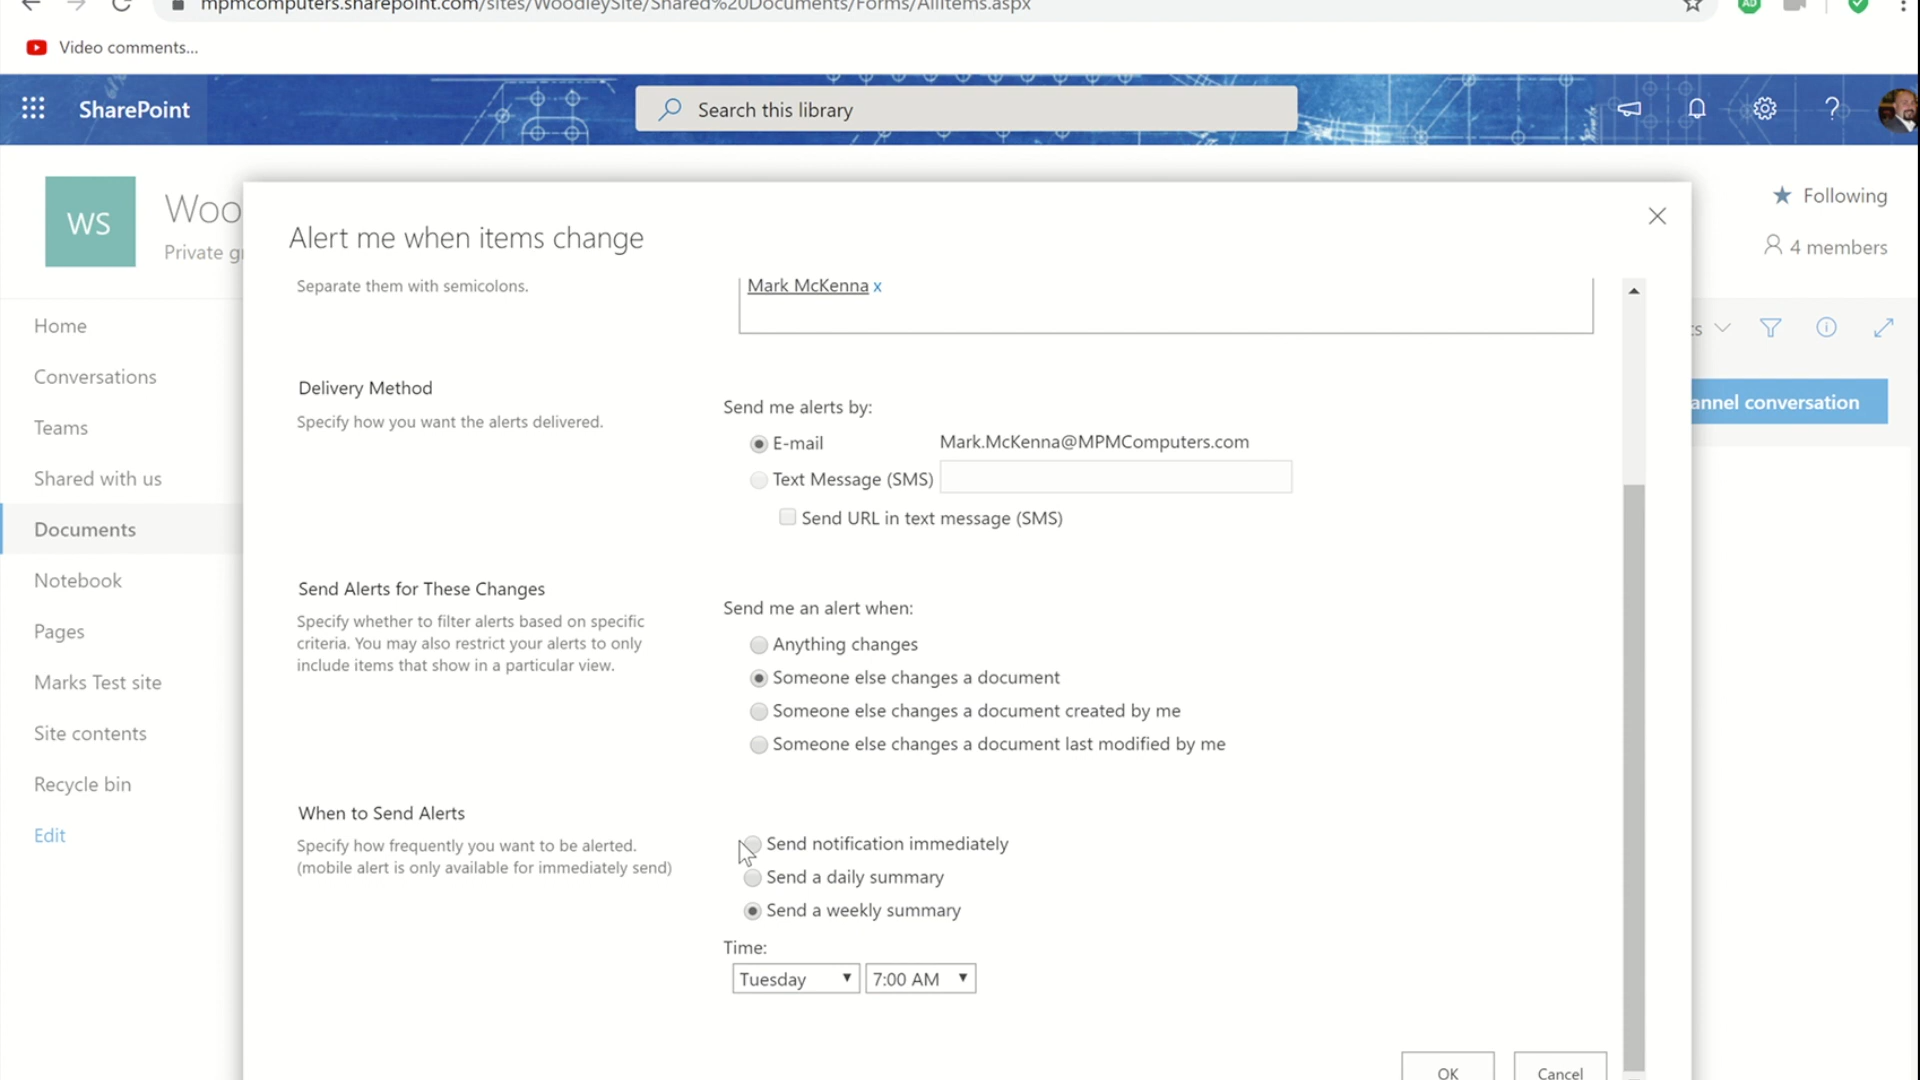 mpmcomputers.sharepoint.com/sites/WoodleySite/Shared%20Documents/Forms/AllItems.aspx
AD
Video comments...
SharePoint
Search this library
?
WS
Woo
Private gr
Following
4 members
Alert me when items change
Separate them with semicolons.
Mark McKenna x
Home
Conversations
Teams
Shared with us
Documents
Notebook
Pages
Marks Test site
Site contents
Recycle bin
Edit
ts
annel conversation
Delivery Method
Specify how you want the alerts delivered.
Send me alerts by:
E-mail
Mark.McKenna@MPMComputers.com
Text Message (SMS)
Send URL in text message (SMS)
Send Alerts for These Changes
Specify whether to filter alerts based on specific
criteria. You may also restrict your alerts to only
include items that show in a particular view.
Send me an alert when:
Anything changes
Someone else changes a document
Someone else changes a document created by me
Someone else changes a document last modified by me
When to Send Alerts
Specify how frequently you want to be alerted.
(mobile alert is only available for immediately send)
Send notification immediately
Send a daily summary
Send a weekly summary
Time:
Tuesday
7:00 AM
OK
Cancel